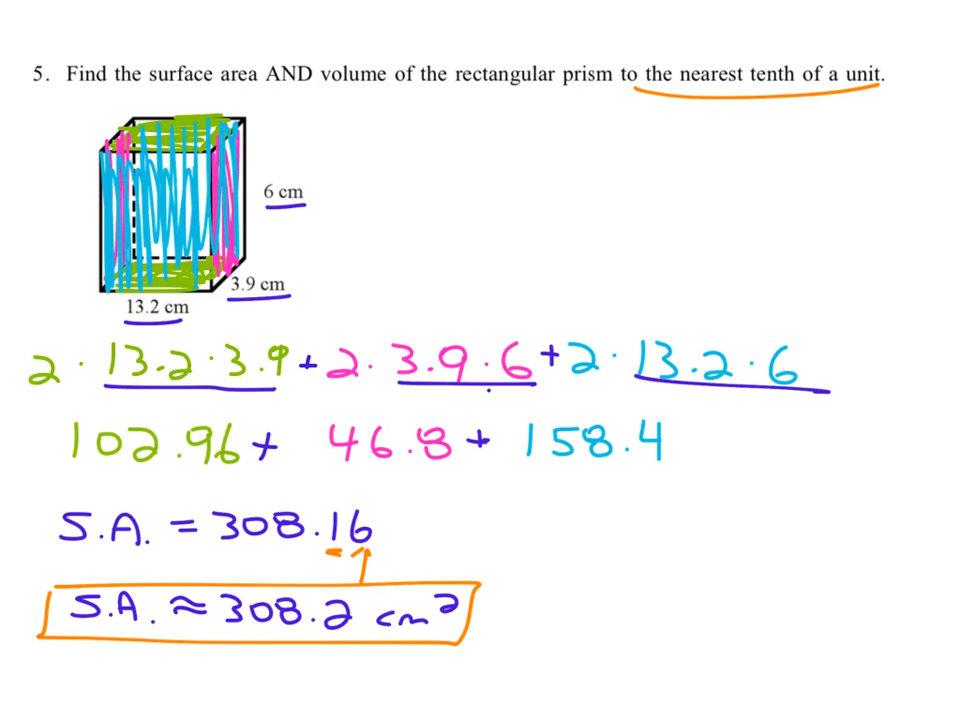 5. Find the surface area AND volume of the rectangular prism to the nearest tenth of a unit.
6 cm
3.9 cm
13.2 cm
2 · 13.2 · 3.9 + 2 · 3.9 · 6 + 2 · 13.2 · 6
102.96 + 46.8 + 158.4
S.A. = 308.16
S.A. ≈ 308.2 cm²